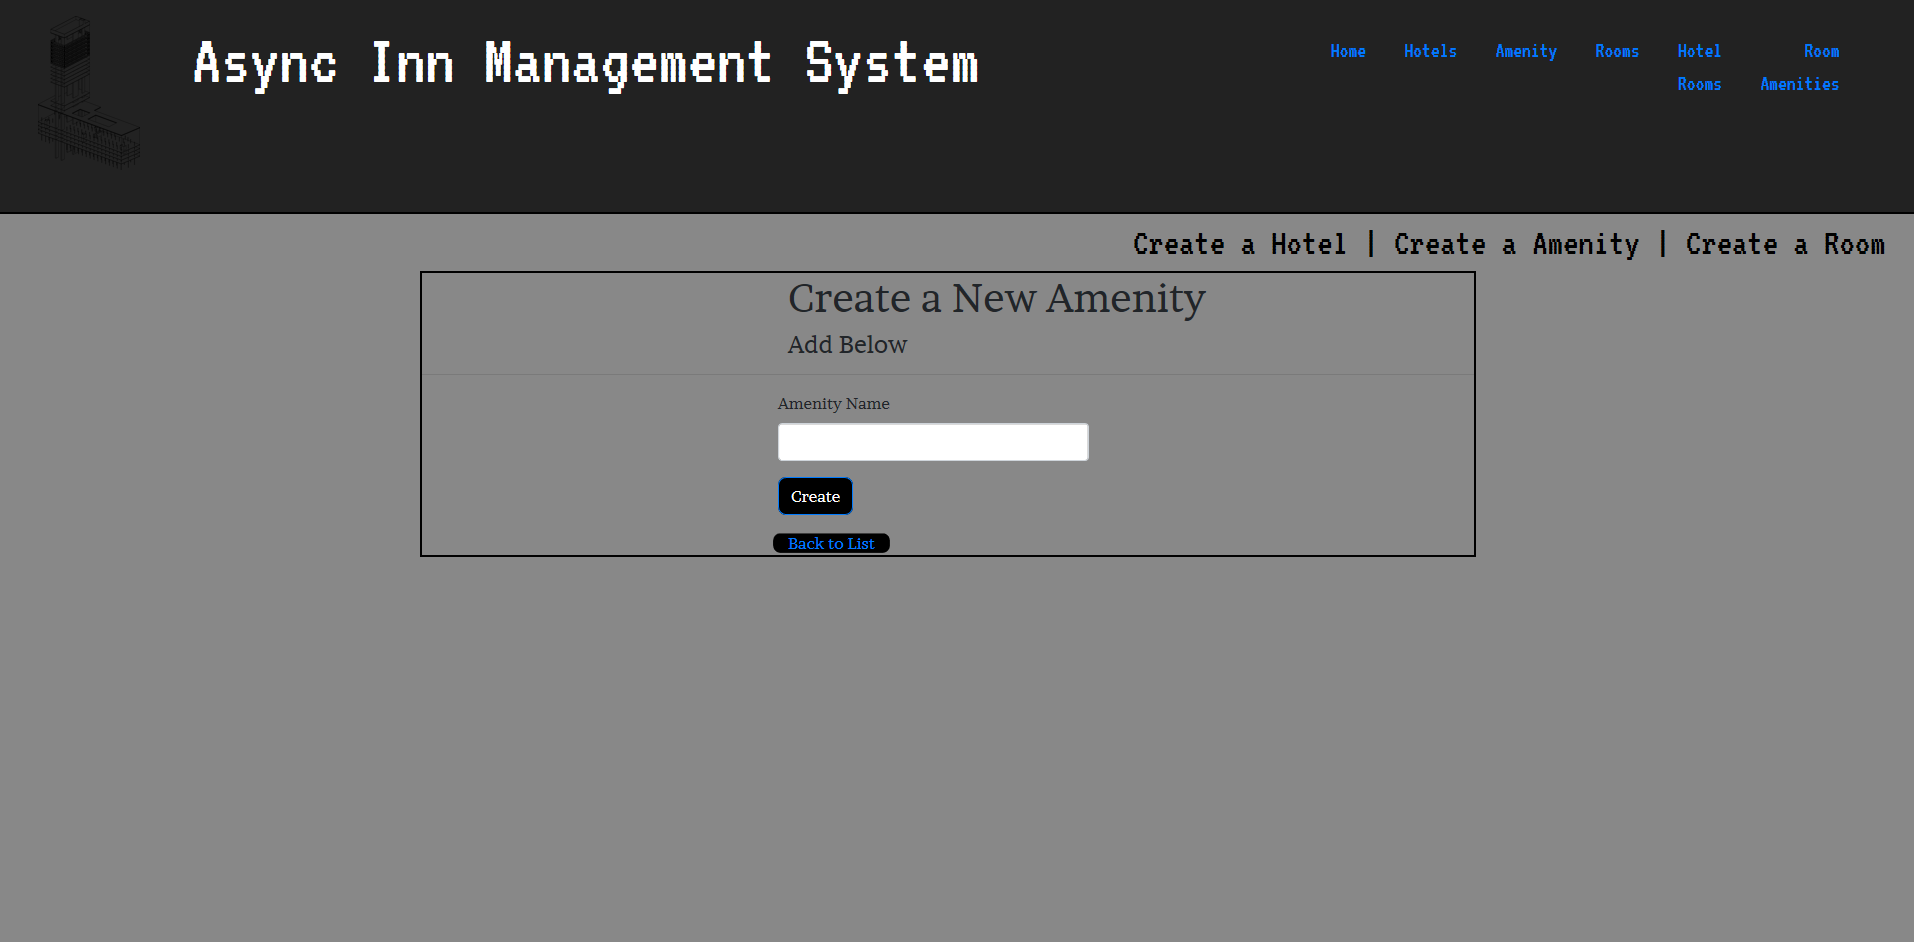 Async Inn Management System
Home Hotels Amenity Rooms Hotel Rooms Room Amenities
Create a Hotel | Create a Amenity | Create a Room
Create a New Amenity
Add Below
Amenity Name
Create
Back to List